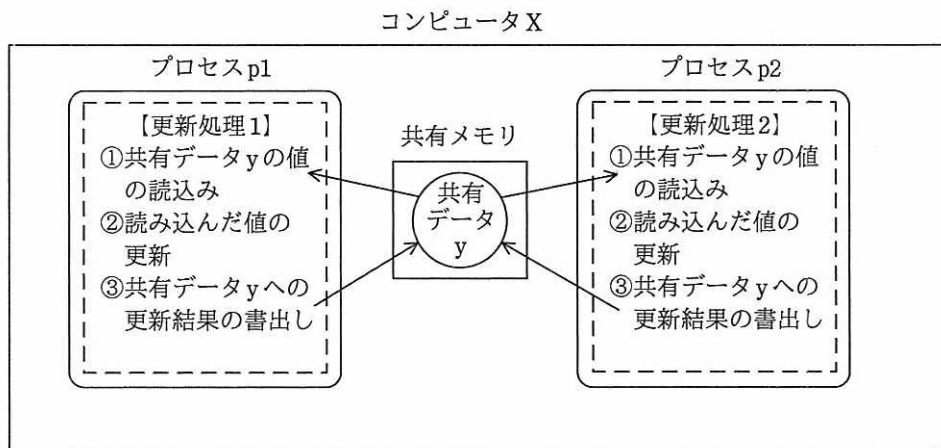 コンピュータX
プロセスp1
【更新処理1】
①共有データyの値
の読込み
②読み込んだ値の
更新
③共有データyへの
更新結果の書出し
共有メモリ
共有
データ
y
プロセスp2
【更新処理2】
①共有データyの値
の読込み
②読み込んだ値の
更新
③共有データyへの
更新結果の書出し